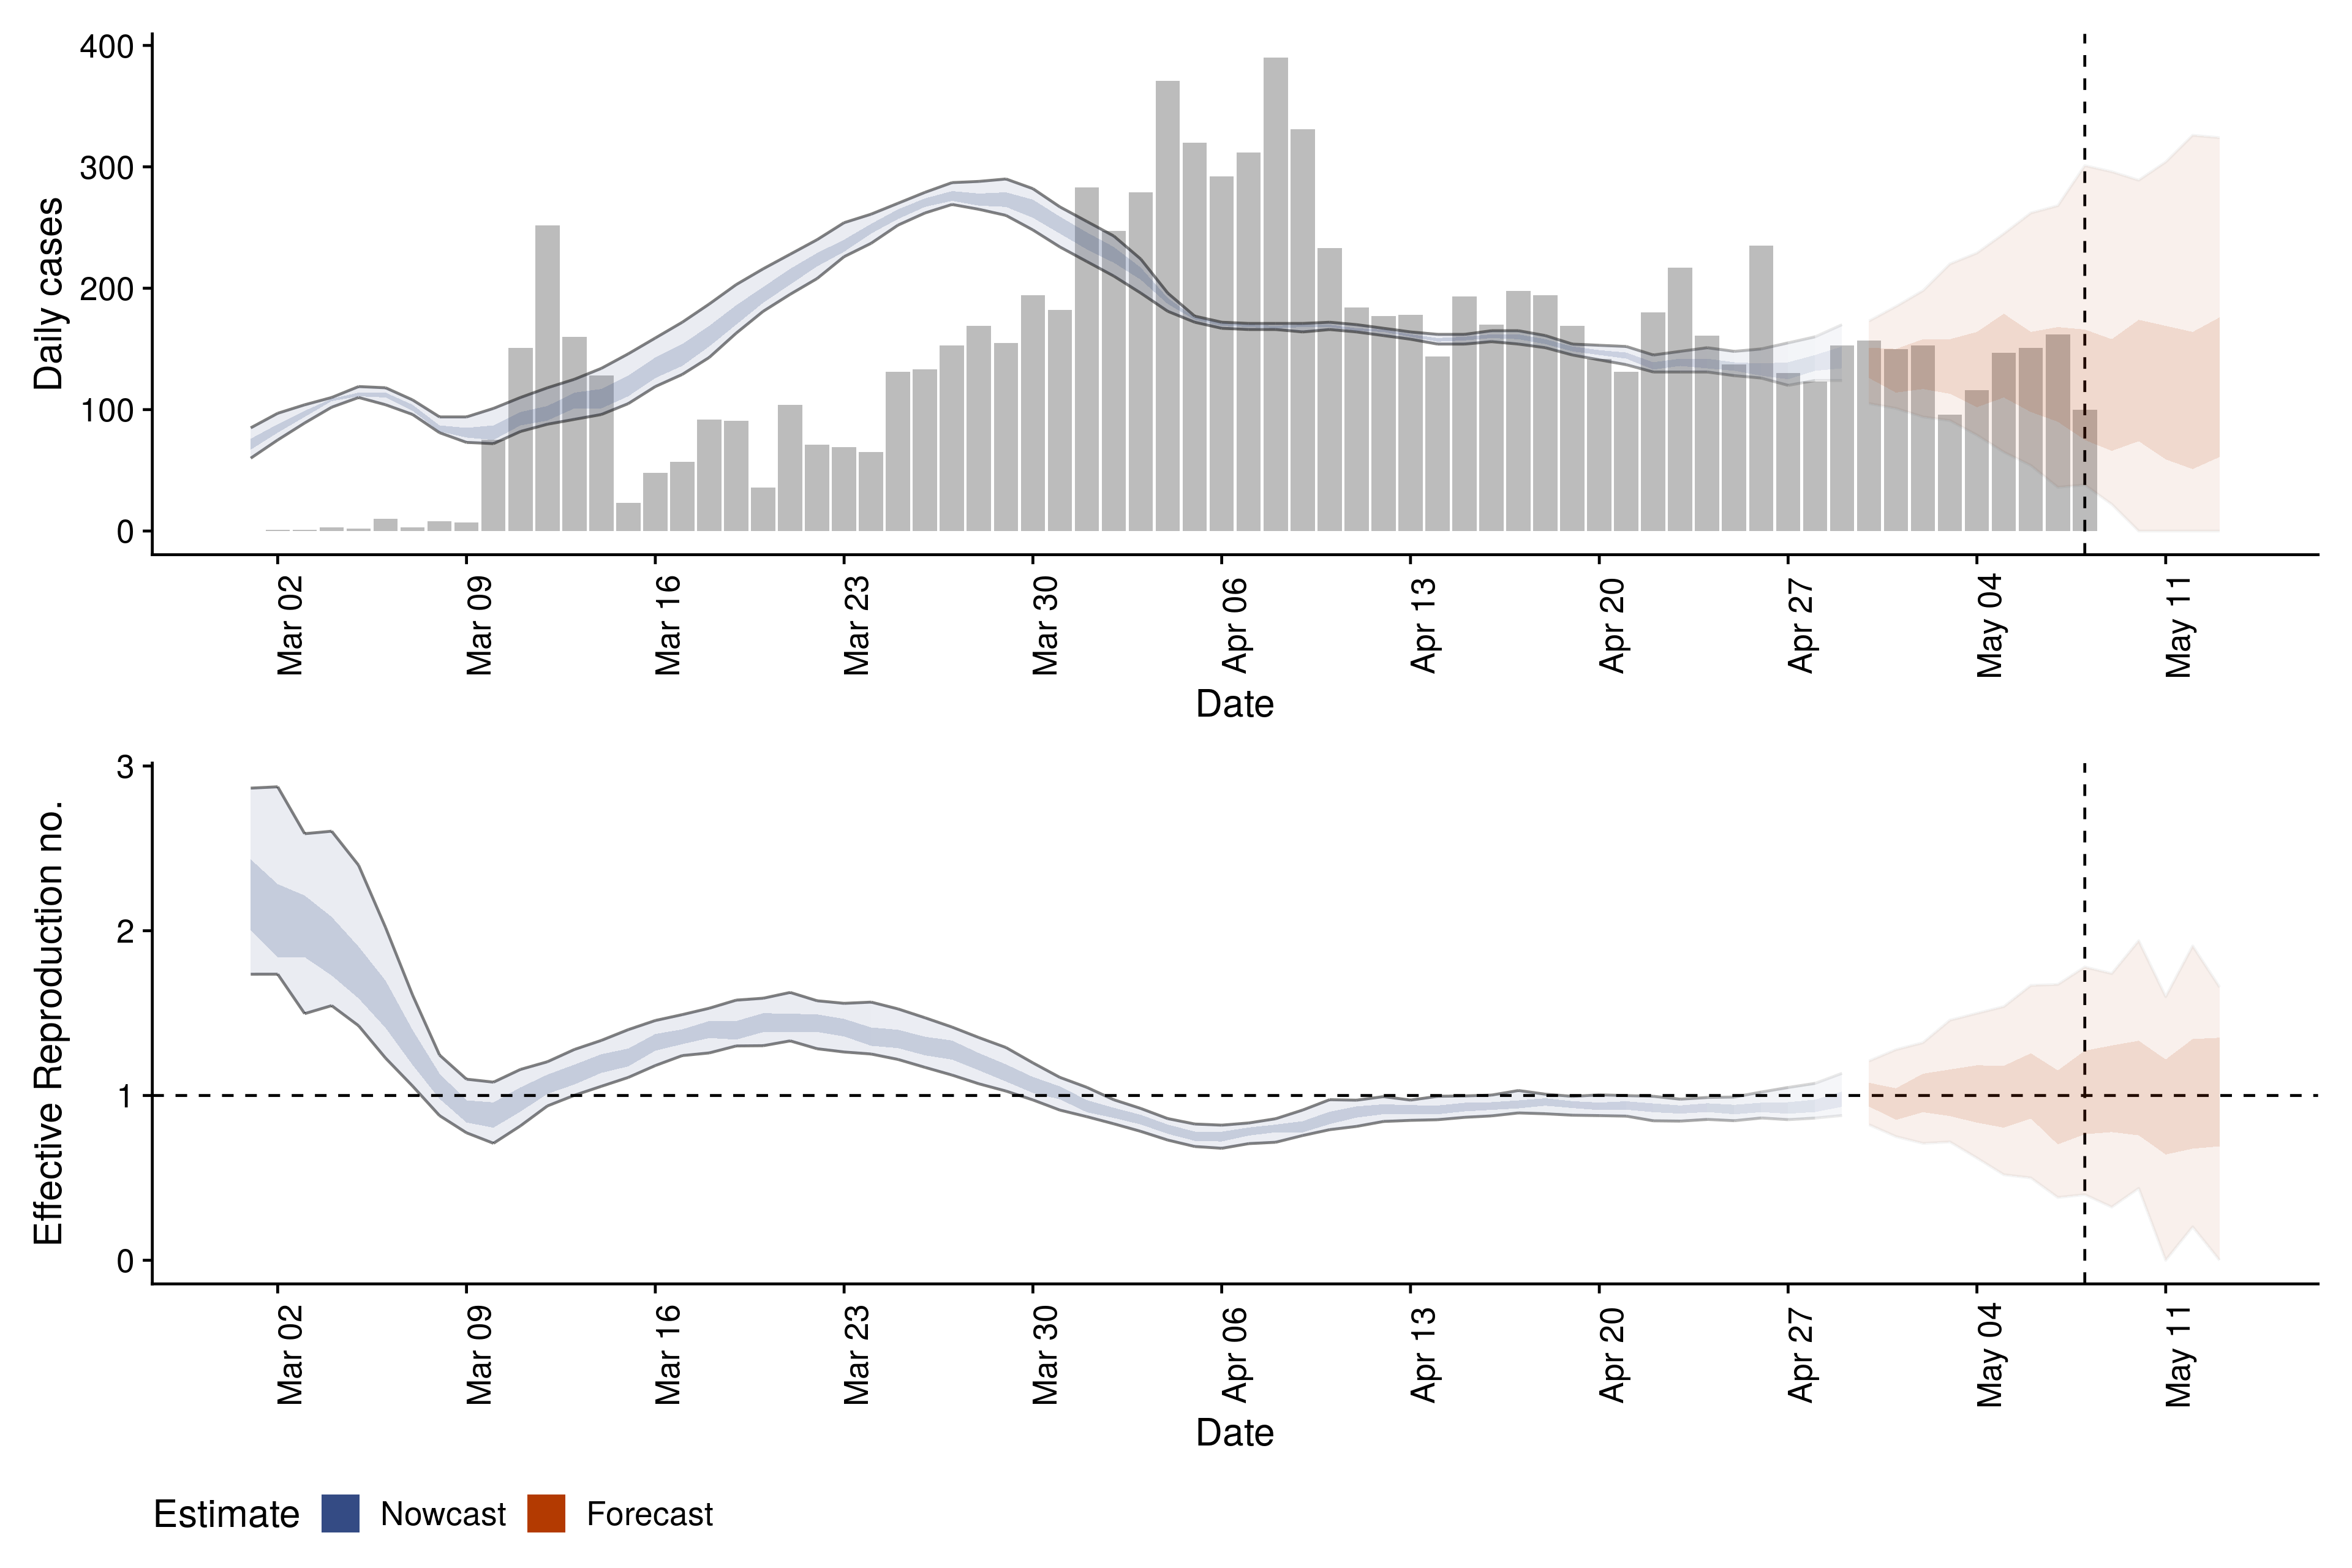 Daily cases
400
300
200
100
0
Mar 02
Mar 09
Mar 16
Mar 23
Mar 30
Apr 06
Apr 13
Apr 20
Apr 27
May 04
May 11
Date
Effective Reproduction no.
3
2
1
0
Mar 02
Mar 09
Mar 16
Mar 23
Mar 30
Apr 06
Apr 13
Apr 20
Apr 27
May 04
May 11
Date
Estimate Nowcast Forecast